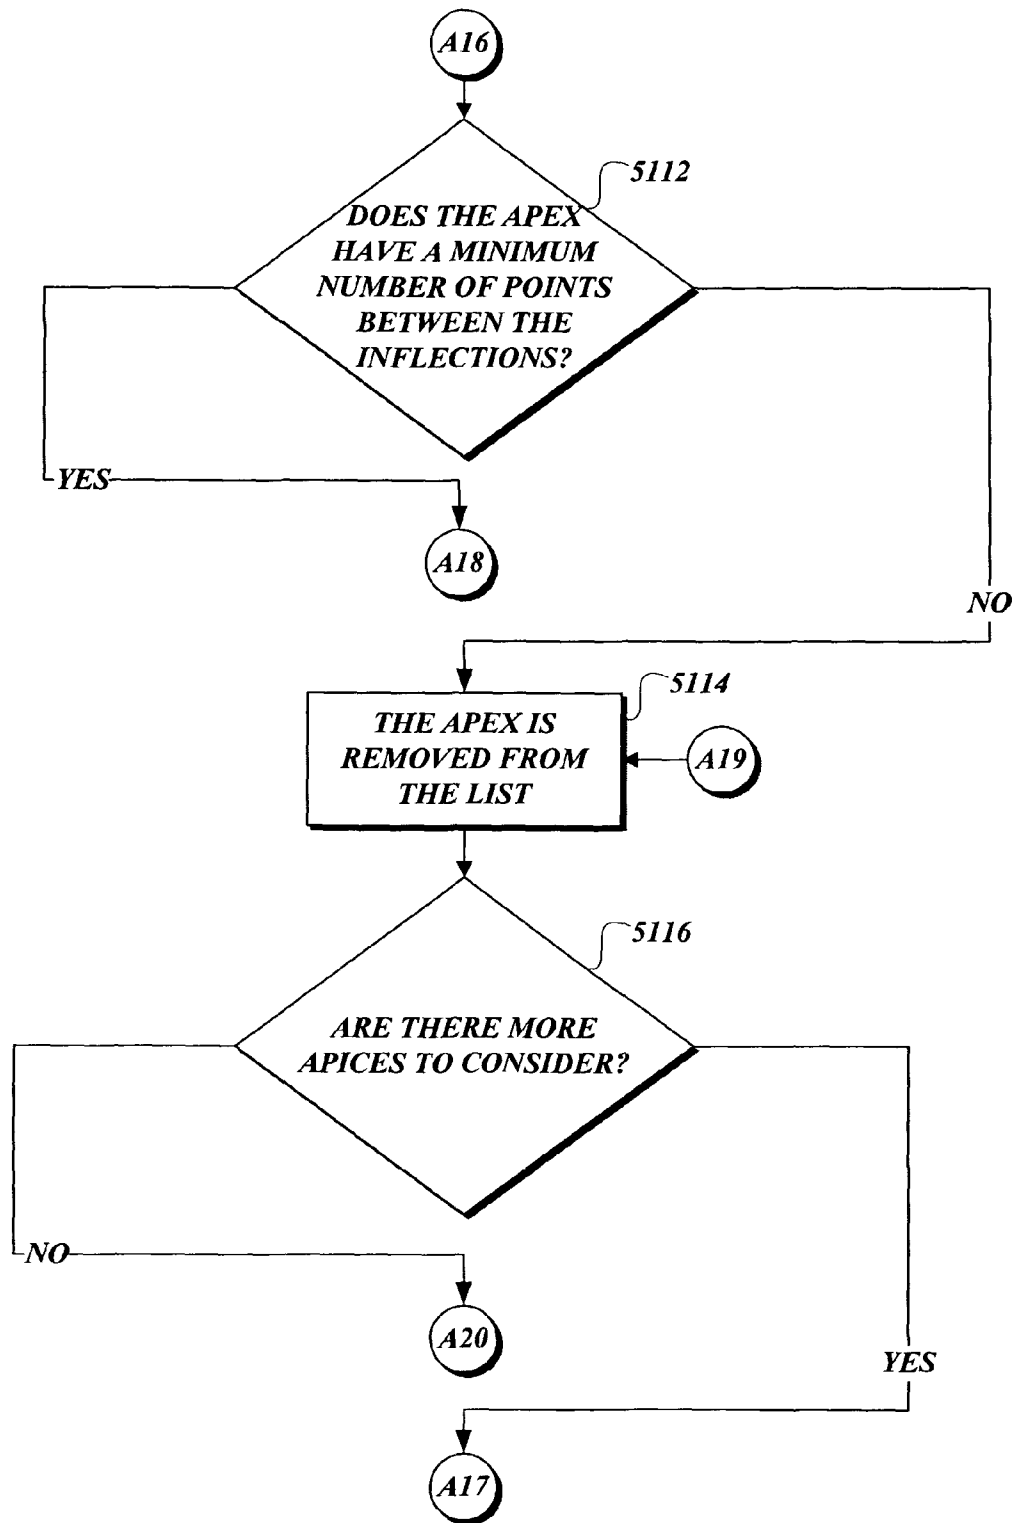 A16
5112
DOES THE APEX
HAVE A MINIMUM
NUMBER OF POINTS
BETWEEN THE
INFLECTIONS?
YES
A18
NO
5114
THE APEX IS
REMOVED FROM
THE LIST
A19
5116
ARE THERE MORE
APICES TO CONSIDER?
NO
A20
YES
A17